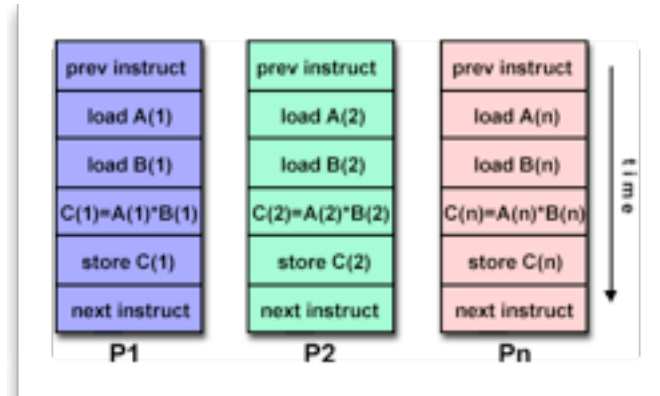 prev instruct
load A(1)
load B(1)
C(1)=A(1)*B(1)
store C(1)
next instruct
P1
prev instruct
load A(2)
load B(2)
C(2)=A(2)*B(2)
store C(2)
next instruct
P2
prev instruct
load A(n)
load B(n)
C(n)=A(n)*B(n)
store C(n)
next instruct
Pn
time